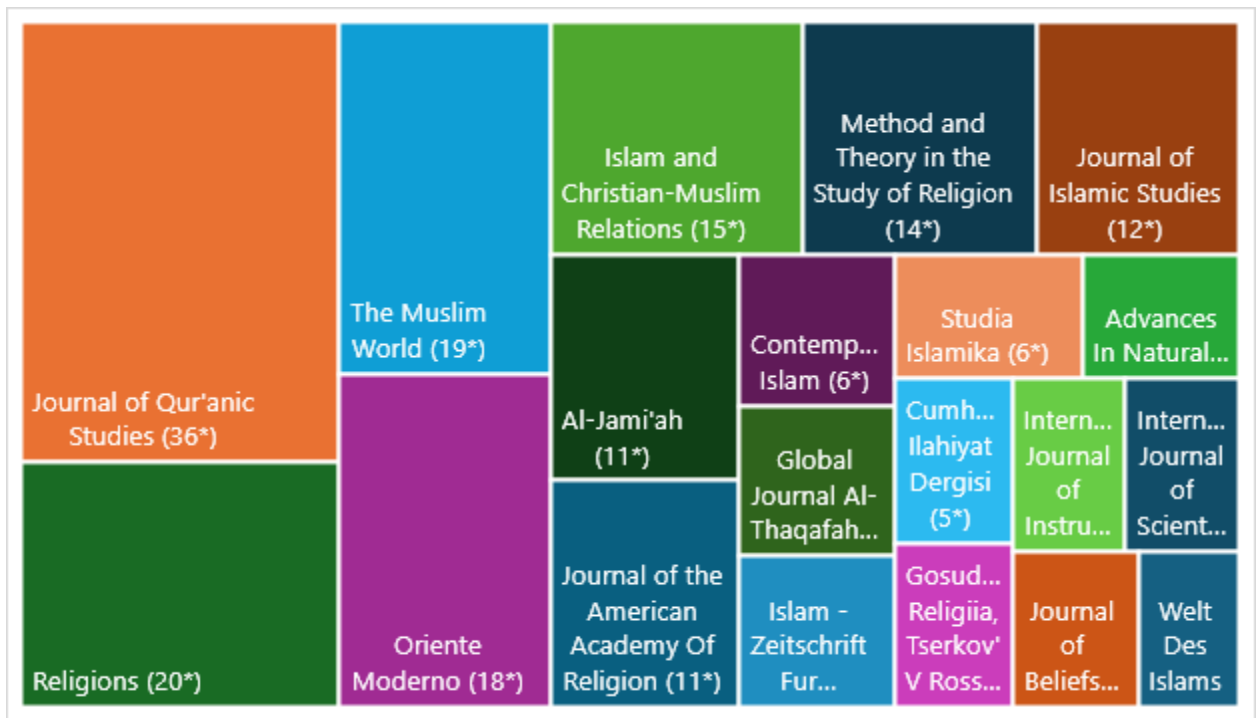 Journal of Qur'anic
Studies (36*)
Religions (20*)
The Muslim
World (19*)
Oriente
Moderno (18*)
Islam and
Christian-Muslim
Relations (15*)
Method and
Theory in the
Study of Religion
(14*)
Journal of
Islamic Studies
(12*)
Al-Jami'ah
(11*)
Journal of the
American
Academy Of
Religion (11*)
Contemp...
Islam (6*)
Global
Journal Al-
Thaqafah...
Islam -
Zeitschrift
Fur...
Studia
Islamika (6*)
Advances
In Natural...
Cumh...
Ilahiyat
Dergisi
(5*)
Intern...
Journal
of
Instru...
Intern...
Journal
of
Scient...
Gosud...
Religiia,
Tserkov'
V Ross...
Journal
of
Beliefs...
Welt
Des
Islams